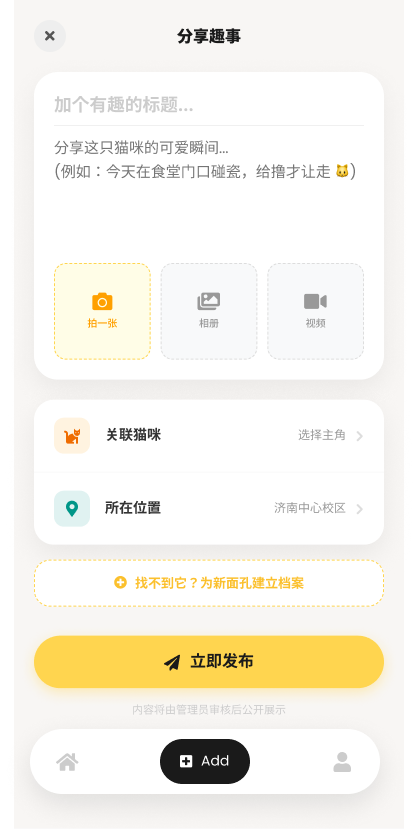 分享趣事
加个有趣的标题...
分享这只猫咪的可爱瞬间...
(例如：今天在食堂门口碰瓷，给撸才让走 🐱)
拍一张
相册
视频
关联猫咪
选择主角
所在位置
济南中心校区
找不到它？为新面孔建立档案
立即发布
内容将由管理员审核后公开展示
Add